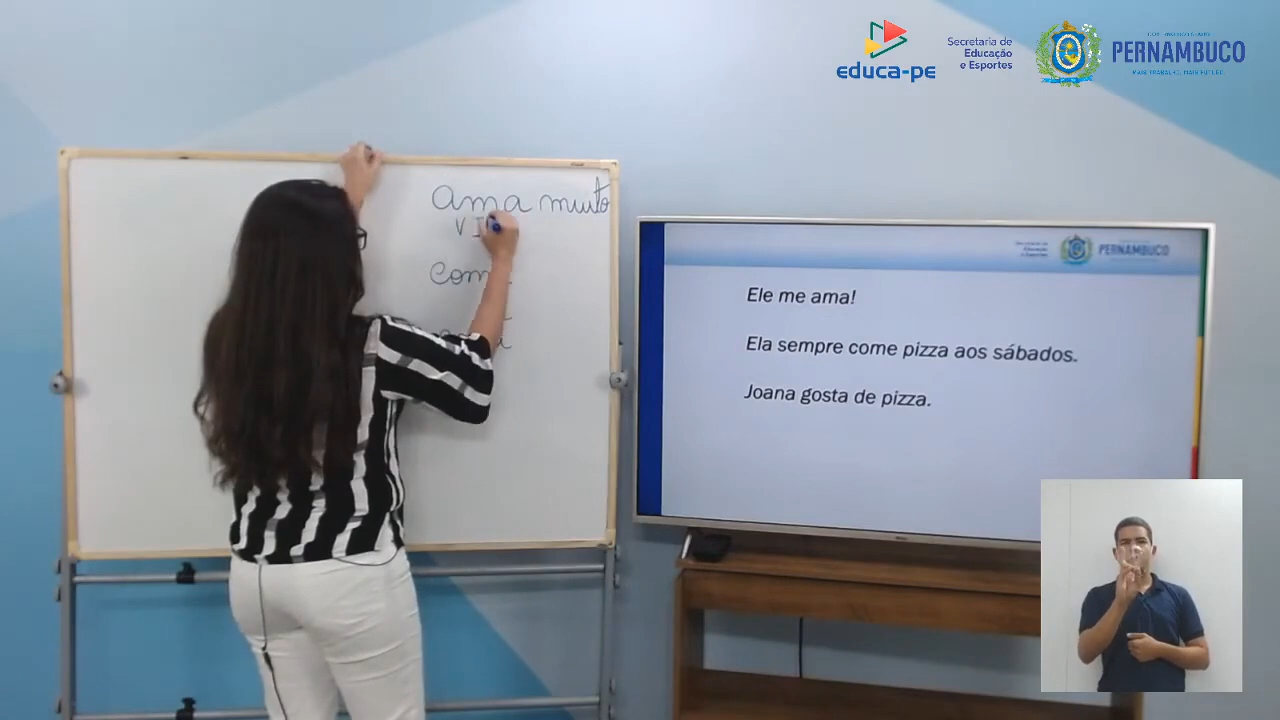 educa-pe
Secretaria de
Educação
e Esportes
PERNAMBUCO
ama muito
PERNAMBUCO
Ele me ama!
Ela sempre come pizza aos sábados.
Joana gosta de pizza.